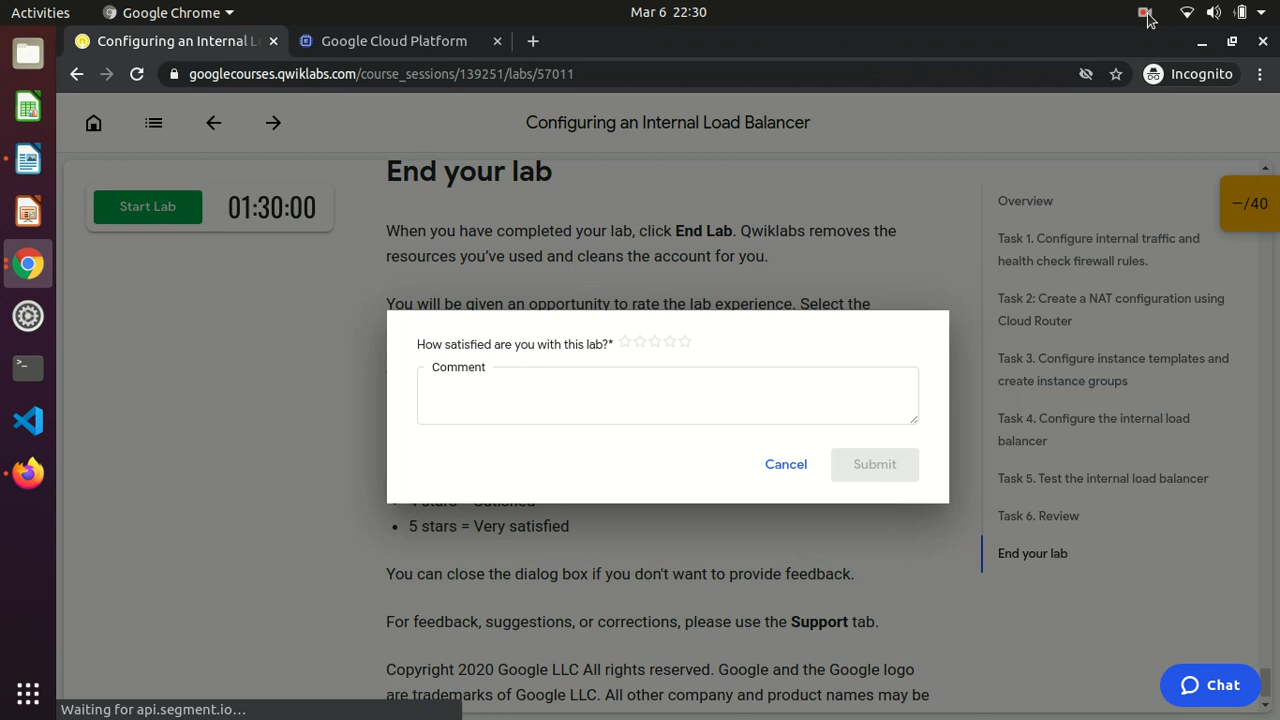 Activities
Google Chrome
Mar 6 22:30
Configuring an Internal L
Google Cloud Platform
googlecourses.qwiklabs.com/course_sessions/139251/labs/57011
Incognito
Configuring an Internal Load Balancer
Start Lab
01:30:00
–/40
End your lab
When you have completed your lab, click End Lab. Qwiklabs removes the
resources you've used and cleans the account for you.
You will be given an opportunity to rate the lab experience. Select the
How satisfied are you with this lab?*
Comment
Cancel
Submit
4 stars = Satisfied
5 stars = Very satisfied
You can close the dialog box if you don't want to provide feedback.
For feedback, suggestions, or corrections, please use the Support tab.
Copyright 2020 Google LLC All rights reserved. Google and the Google logo
are trademarks of Google LLC. All other company and product names may be
Overview
Task 1. Configure internal traffic and
health check firewall rules.
Task 2: Create a NAT configuration using
Cloud Router
Task 3. Configure instance templates and
create instance groups
Task 4. Configure the internal load
balancer
Task 5. Test the internal load balancer
Task 6. Review
End your lab
Chat
Waiting for api.segment.io...